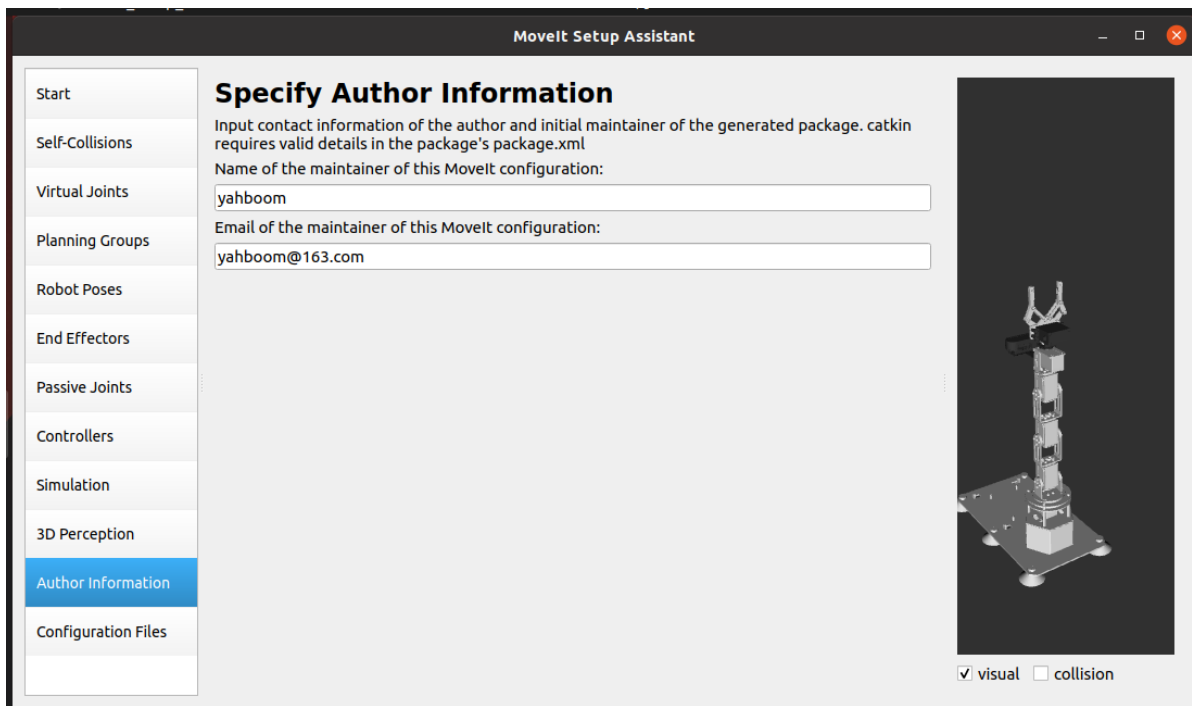 MoveIt Setup Assistant
Start
Self-Collisions
Virtual Joints
Planning Groups
Robot Poses
End Effectors
Passive Joints
Controllers
Simulation
3D Perception
Author Information
Configuration Files
Specify Author Information
Input contact information of the author and initial maintainer of the generated package. catkin
requires valid details in the package's package.xml
Name of the maintainer of this MoveIt configuration:
yahboom
Email of the maintainer of this MoveIt configuration:
yahboom@163.com
visual
collision